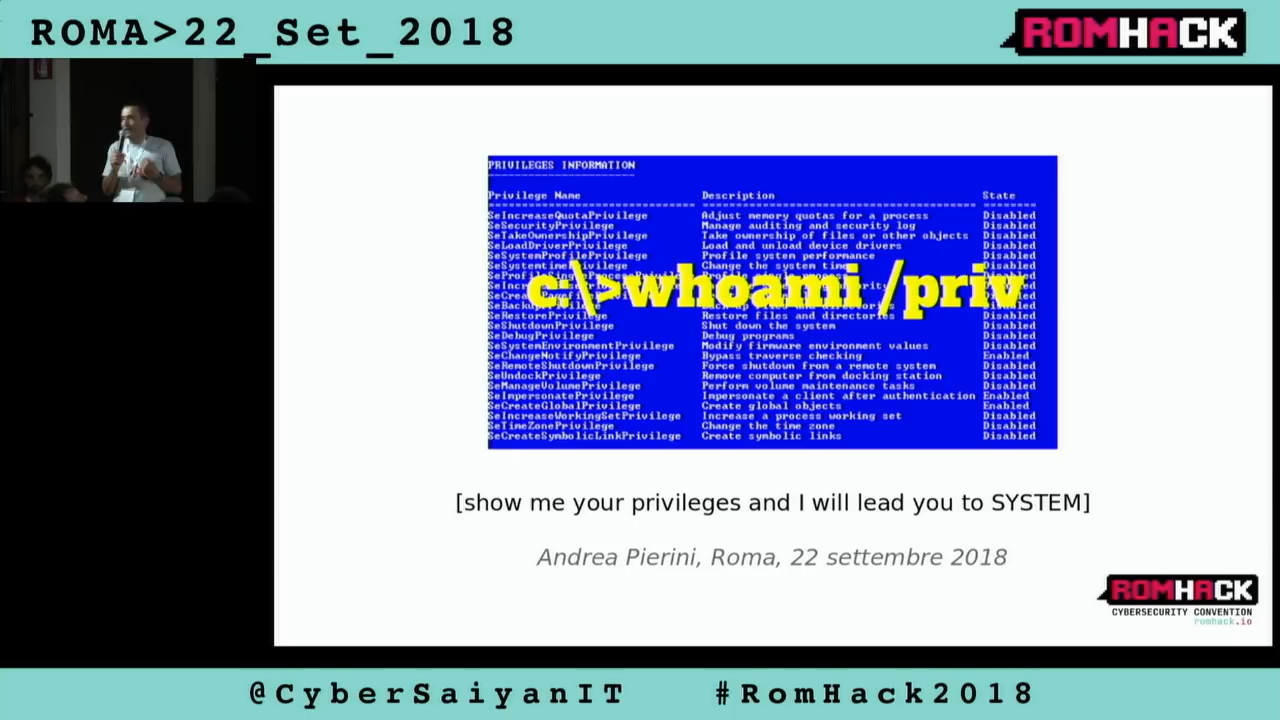 ROMA>22_Set_2018
ROMHACK
PRIVILEGES INFORMATION
Privilege Name Description State
SeIncreaseQuotaPrivilege Adjust memory quotas for a process Disabled
SeSecurityPrivilege Manage auditing and security log Disabled
SeTakeOwnershipPrivilege Take ownership of files or other objects Disabled
SeLoadDriverPrivilege Load and unload device drivers Disabled
SeSystemProfilePrivilege Profile system performance Disabled
SeSystemtimePrivilege Change the system time Disabled
c:\>whoami /priv
SeRestorePrivilege Restore files and directories Disabled
SeShutdownPrivilege Shut down the system Disabled
SeDebugPrivilege Debug programs Disabled
SeSystemEnvironmentPrivilege Modify firmware environment values Disabled
SeChangeNotifyPrivilege Bypass traverse checking Enabled
SeRemoteShutdownPrivilege Force shutdown from a remote system Disabled
SeUndockPrivilege Remove computer from docking station Disabled
SeManageVolumePrivilege Perform volume maintenance tasks Disabled
SeImpersonatePrivilege Impersonate a client after authentication Enabled
SeCreateGlobalPrivilege Create global objects Enabled
SeIncreaseWorkingSetPrivilege Increase a process working set Disabled
SeTimeZonePrivilege Change the time zone Disabled
SeCreateSymbolicLinkPrivilege Create symbolic links Disabled
[show me your privileges and I will lead you to SYSTEM]
Andrea Pierini, Roma, 22 settembre 2018
ROMHACK
CYBERSECURITY CONVENTION
romhack.io
@CyberSaiyanIT #RomHack2018